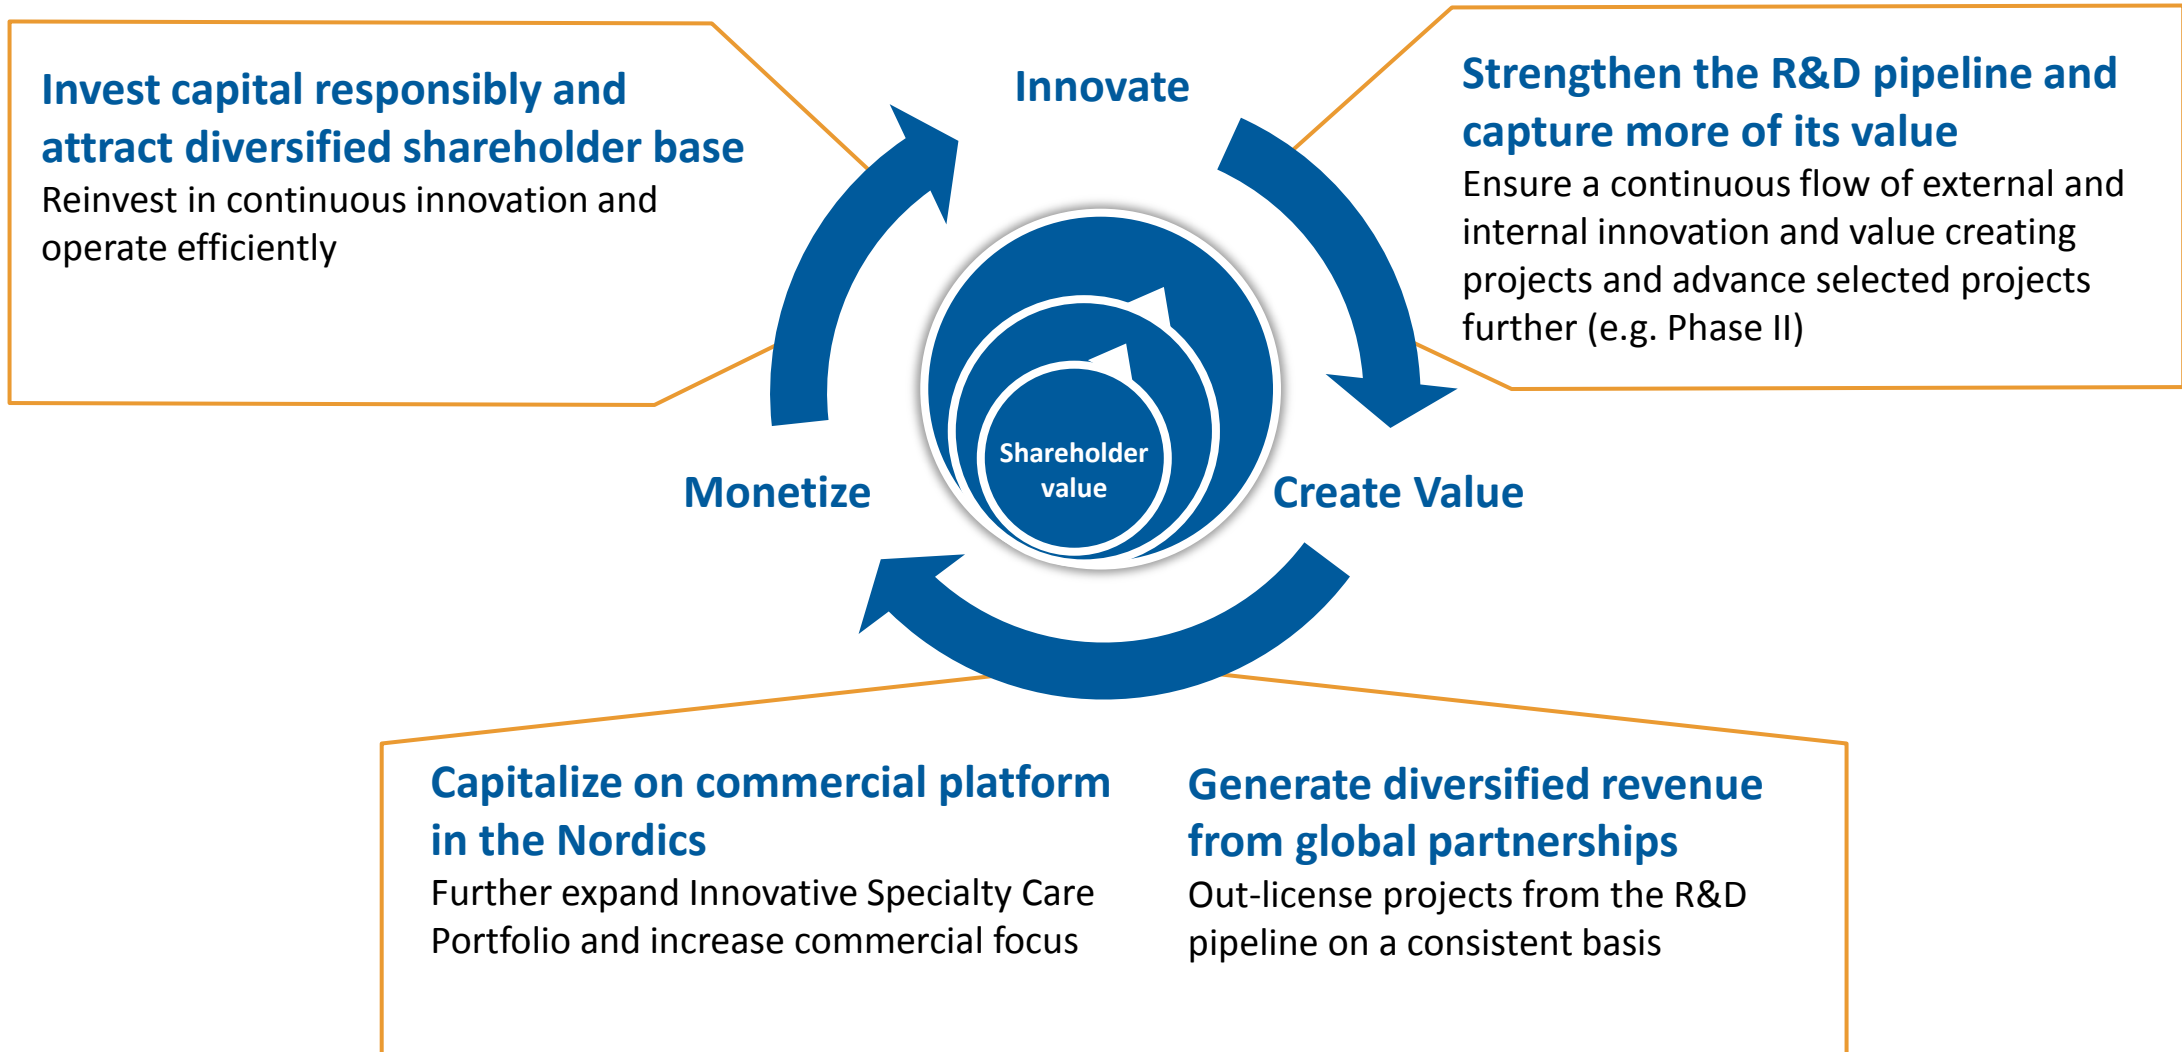 Invest capital responsibly and
attract diversified shareholder base
Reinvest in continuous innovation and
operate efficiently
Innovate
Strengthen the R&D pipeline and
capture more of its value
Ensure a continuous flow of external and
internal innovation and value creating
projects and advance selected projects
further (e.g. Phase II)
Shareholder
value
Monetize
Create Value
Capitalize on commercial platform
in the Nordics
Further expand Innovative Specialty Care
Portfolio and increase commercial focus
Generate diversified revenue
from global partnerships
Out-license projects from the R&D
pipeline on a consistent basis